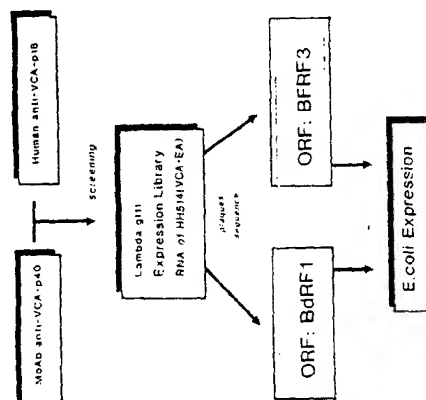 MoAb anti-VCA-p40
Human anti-VCA-p18
screening
Lambda gt11
Expression Library
RNA of HH514(VCA+EA)
plaques
sequence
ORF: BdRF1
ORF: BFRF3
E.coli Expression